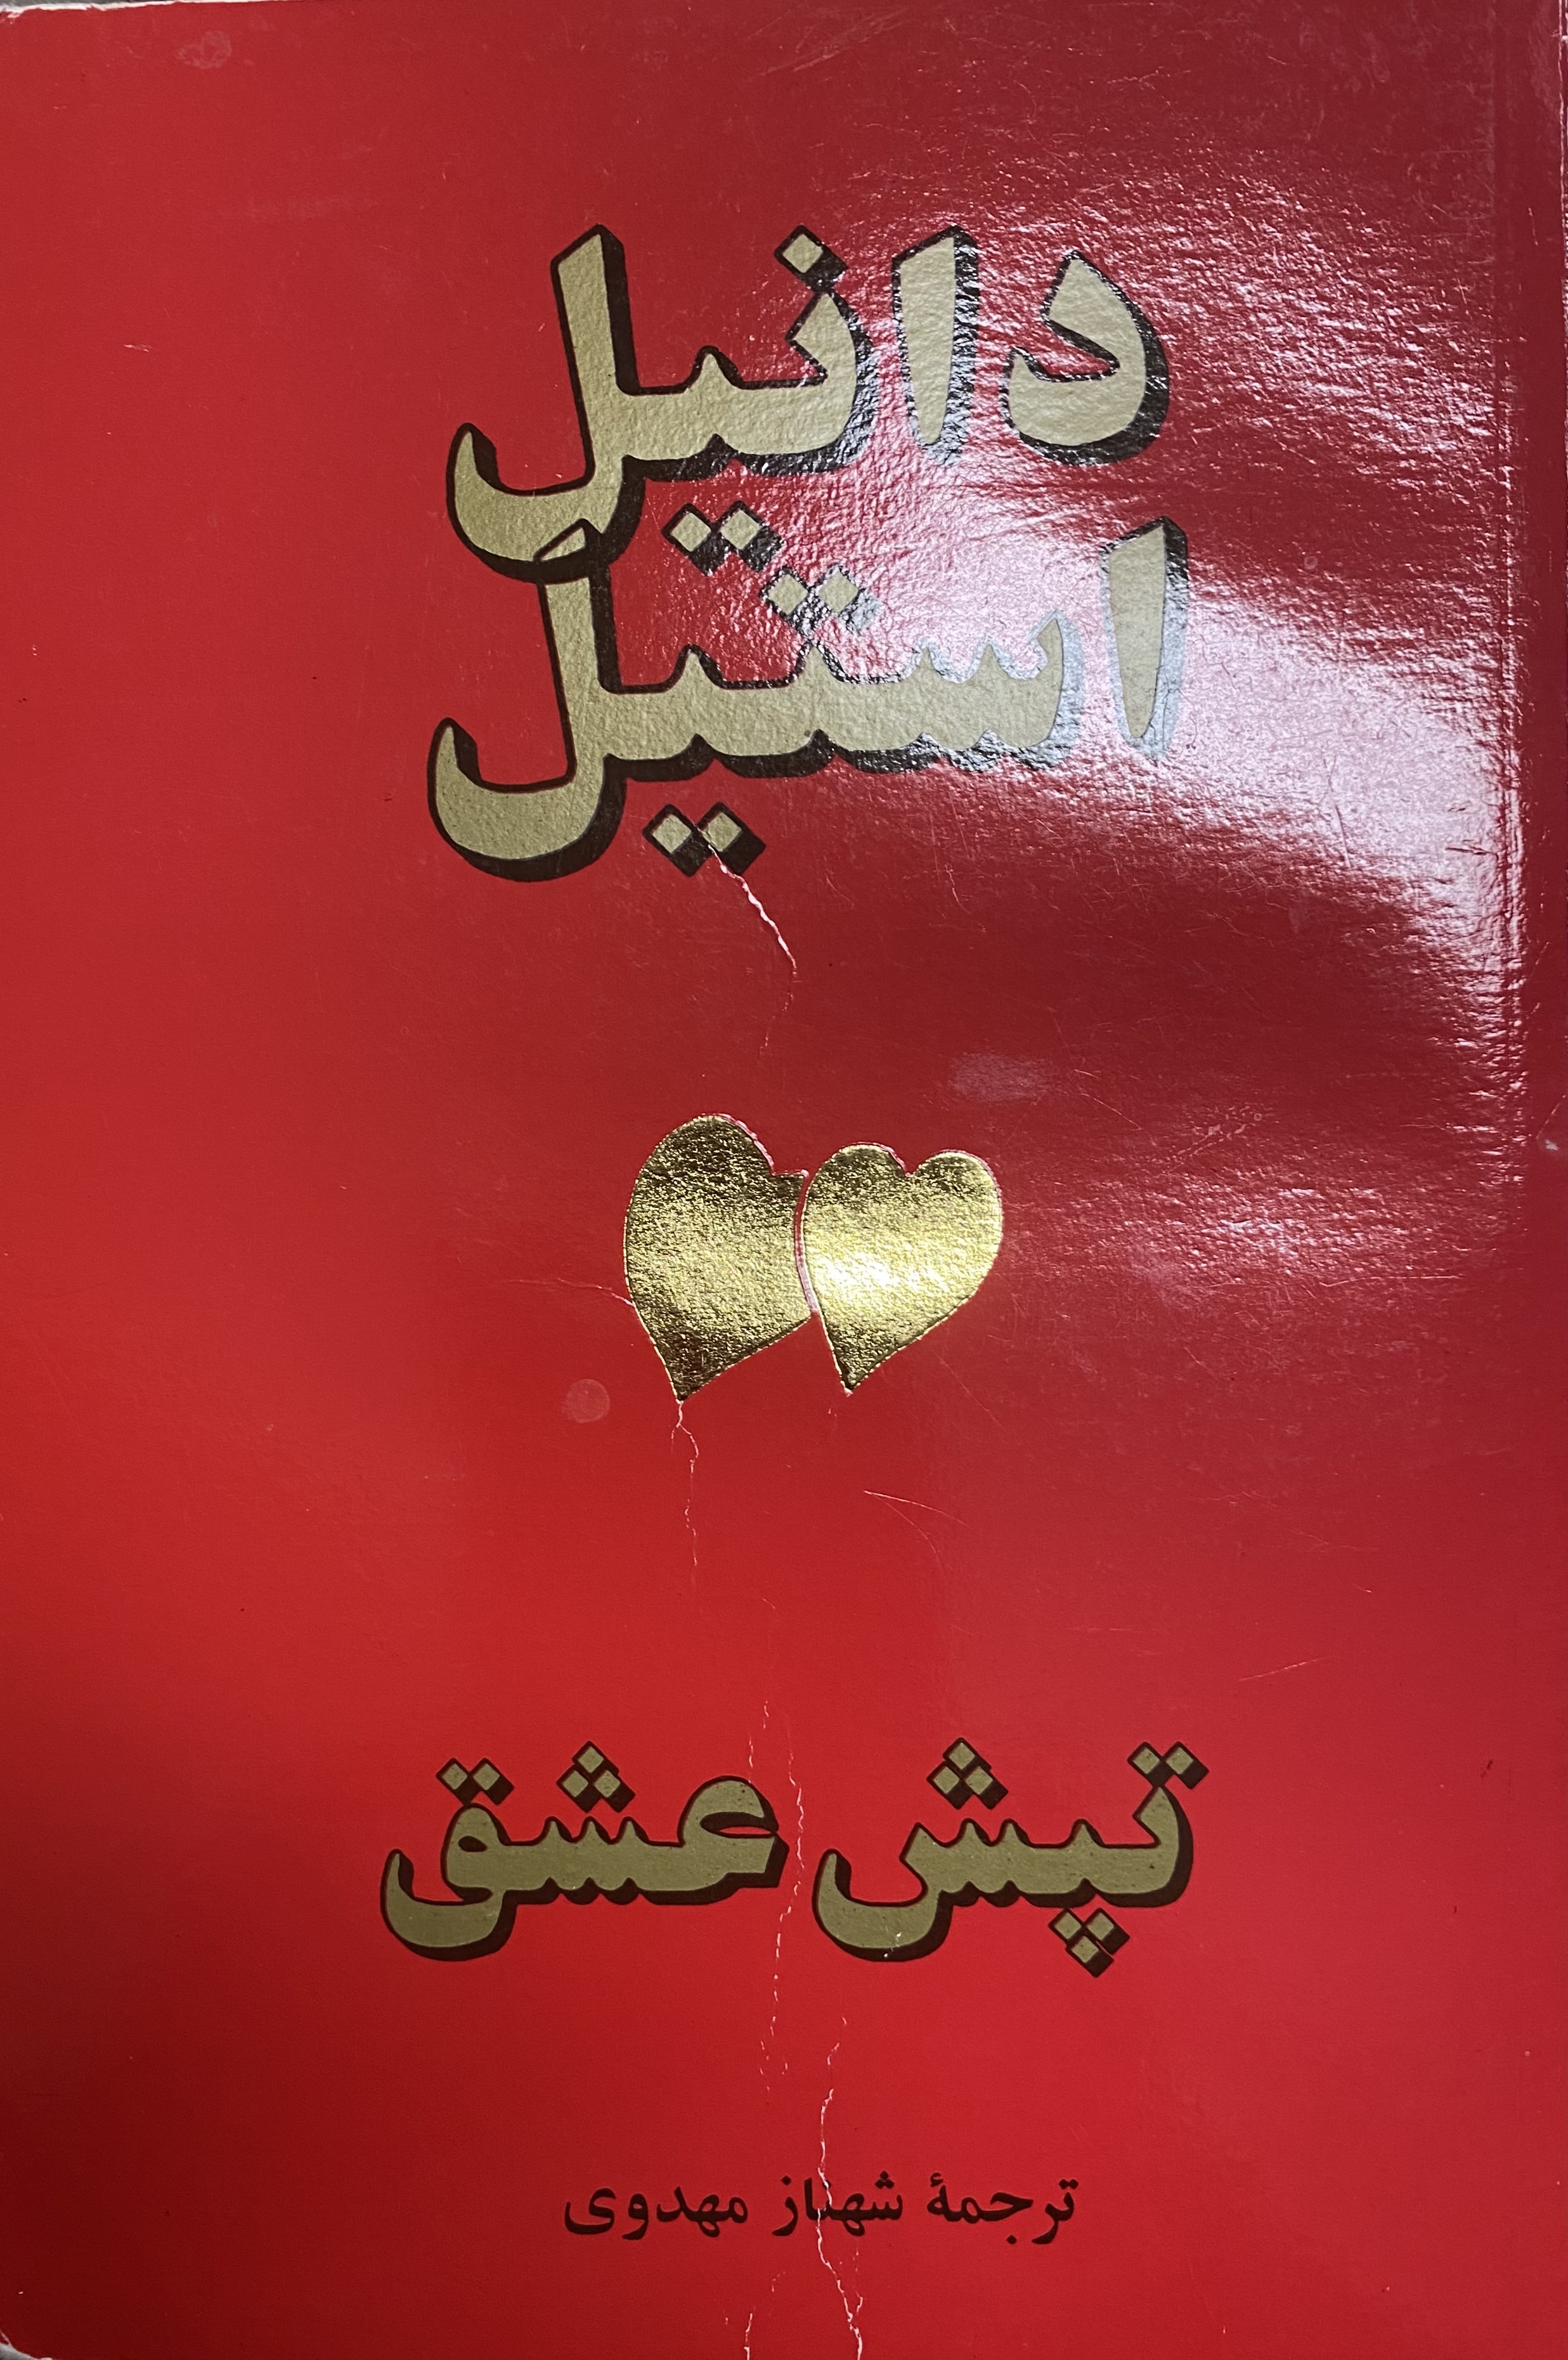 دانیل
استیل
تپش عشق
ترجمهٔ شهناز مهدوی